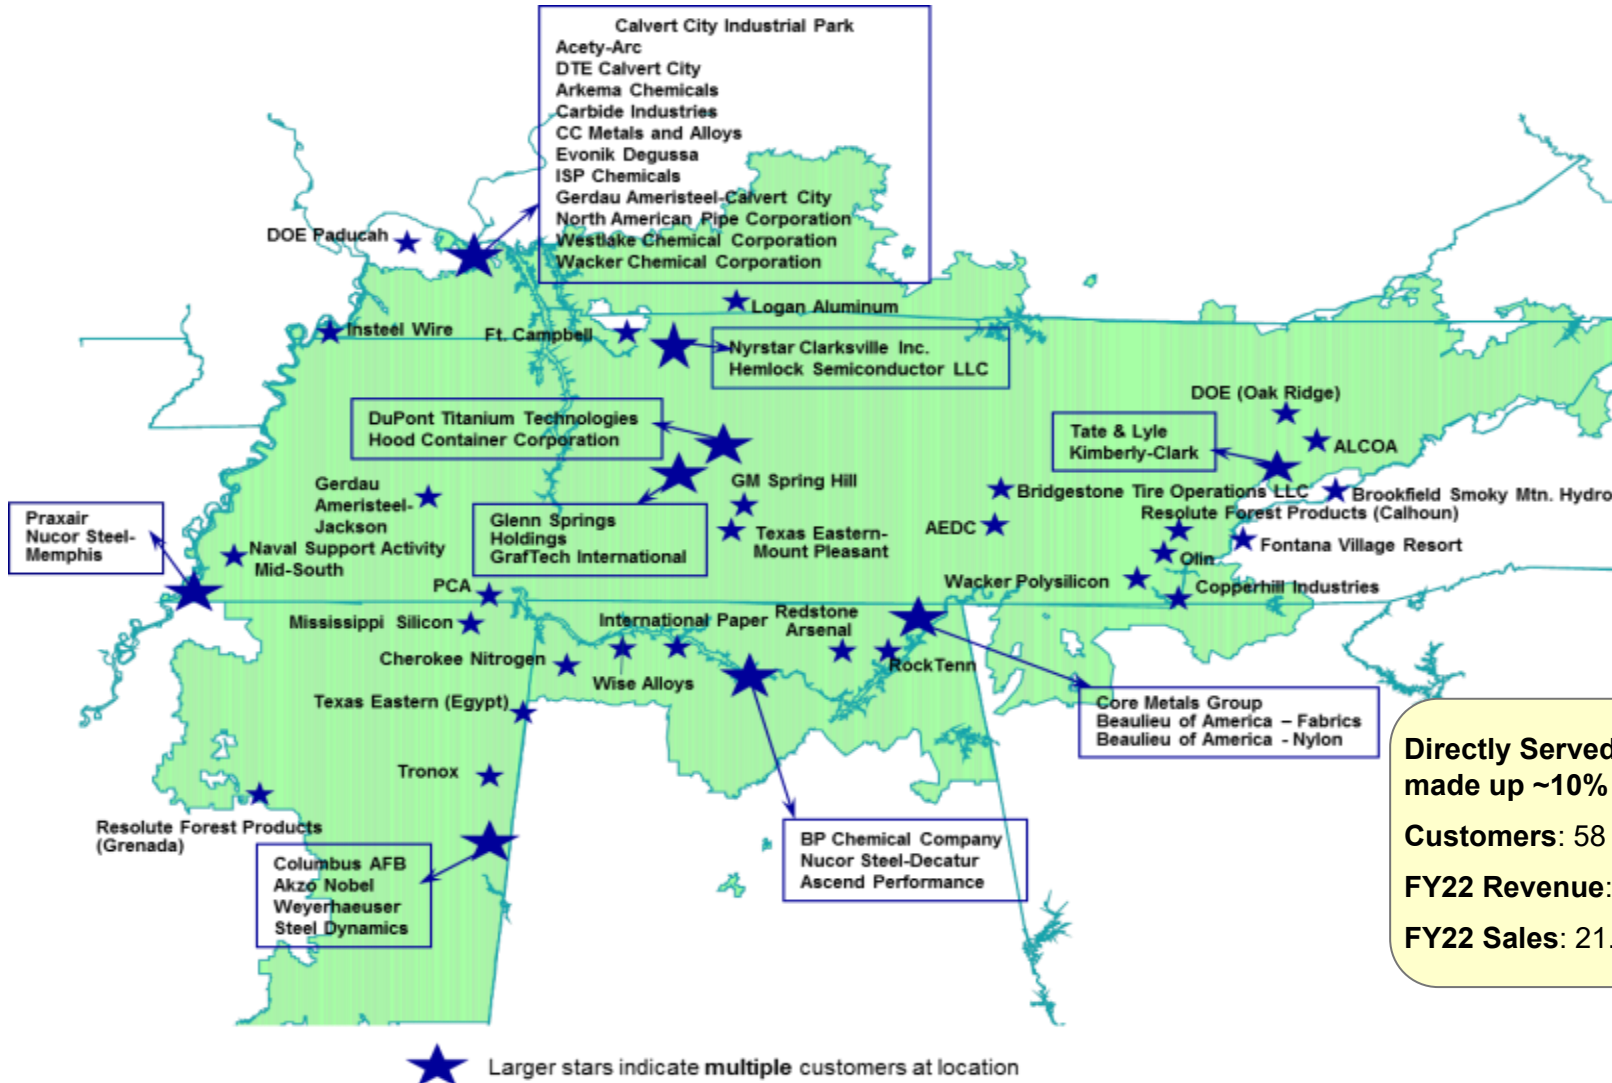 Calvert City Industrial Park
Acety-Arc
DTE Calvert City
Arkema Chemicals
Carbide Industries
CC Metals and Alloys
Evonik Degussa
ISP Chemicals
Gerdau Ameristeel-Calvert City
North American Pipe Corporation
Westlake Chemical Corporation
Wacker Chemical Corporation
DOE Paducah
Logan Aluminum
Insteel Wire
Ft. Campbell
Nyrstar Clarksville Inc.
Hemlock Semiconductor LLC
DOE (Oak Ridge)
DuPont Titanium Technologies
Hood Container Corporation
Tate & Lyle
Kimberly-Clark
ALCOA
GM Spring Hill
Gerdau
Ameristeel-
Jackson
Bridgestone Tire Operations LLC
Brookfield Smoky Mtn. Hydro
Praxair
Nucor Steel-
Memphis
Glenn Springs
Holdings
GrafTech International
Texas Eastern-
Mount Pleasant
AEDC
Resolute Forest Products (Calhoun)
Fontana Village Resort
Naval Support Activity
Mid-South
Olin
Wacker Polysilicon
Copperhill Industries
PCA
Mississippi Silicon
International Paper
Redstone
Arsenal
Cherokee Nitrogen
RockTenn
Wise Alloys
Texas Eastern (Egypt)
Core Metals Group
Beaulieu of America – Fabrics
Beaulieu of America - Nylon
Tronox
Resolute Forest Products
(Grenada)
Columbus AFB
Akzo Nobel
Weyerhaeuser
Steel Dynamics
BP Chemical Company
Nucor Steel-Decatur
Ascend Performance
Directly Served
made up ~10%
Customers: 58
FY22 Revenue:
FY22 Sales: 21.
Larger stars indicate multiple customers at location